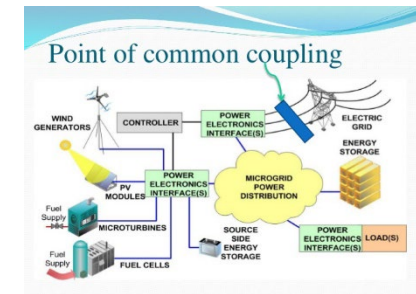 Point of common coupling
WIND
GENERATORS
CONTROLLER
POWER
ELECTRONICS
INTERFACE(S)
ELECTRIC
GRID
ENERGY
STORAGE
PV
MODULES
POWER
ELECTRONICS
INTERFACE(S)
MICROGRID
POWER
DISTRIBUTION
Fuel
Supply
MICROTURBINES
Fuel
Supply
FUEL CELLS
SOURCE
SIDE
ENERGY
STORAGE
POWER
ELECTRONICS
INTERFACE(S)
LOAD(S)